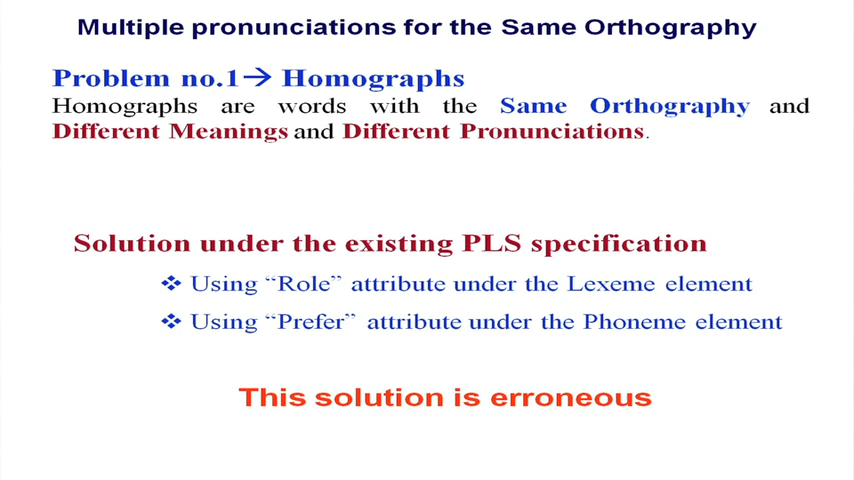 Multiple pronunciations for the Same Orthography
Problem no.1→ Homographs
Homographs are words with the Same Orthography and
Different Meanings and Different Pronunciations.
Solution under the existing PLS specification
❖ Using “Role” attribute under the Lexeme element
❖ Using “Prefer” attribute under the Phoneme element
This solution is erroneous